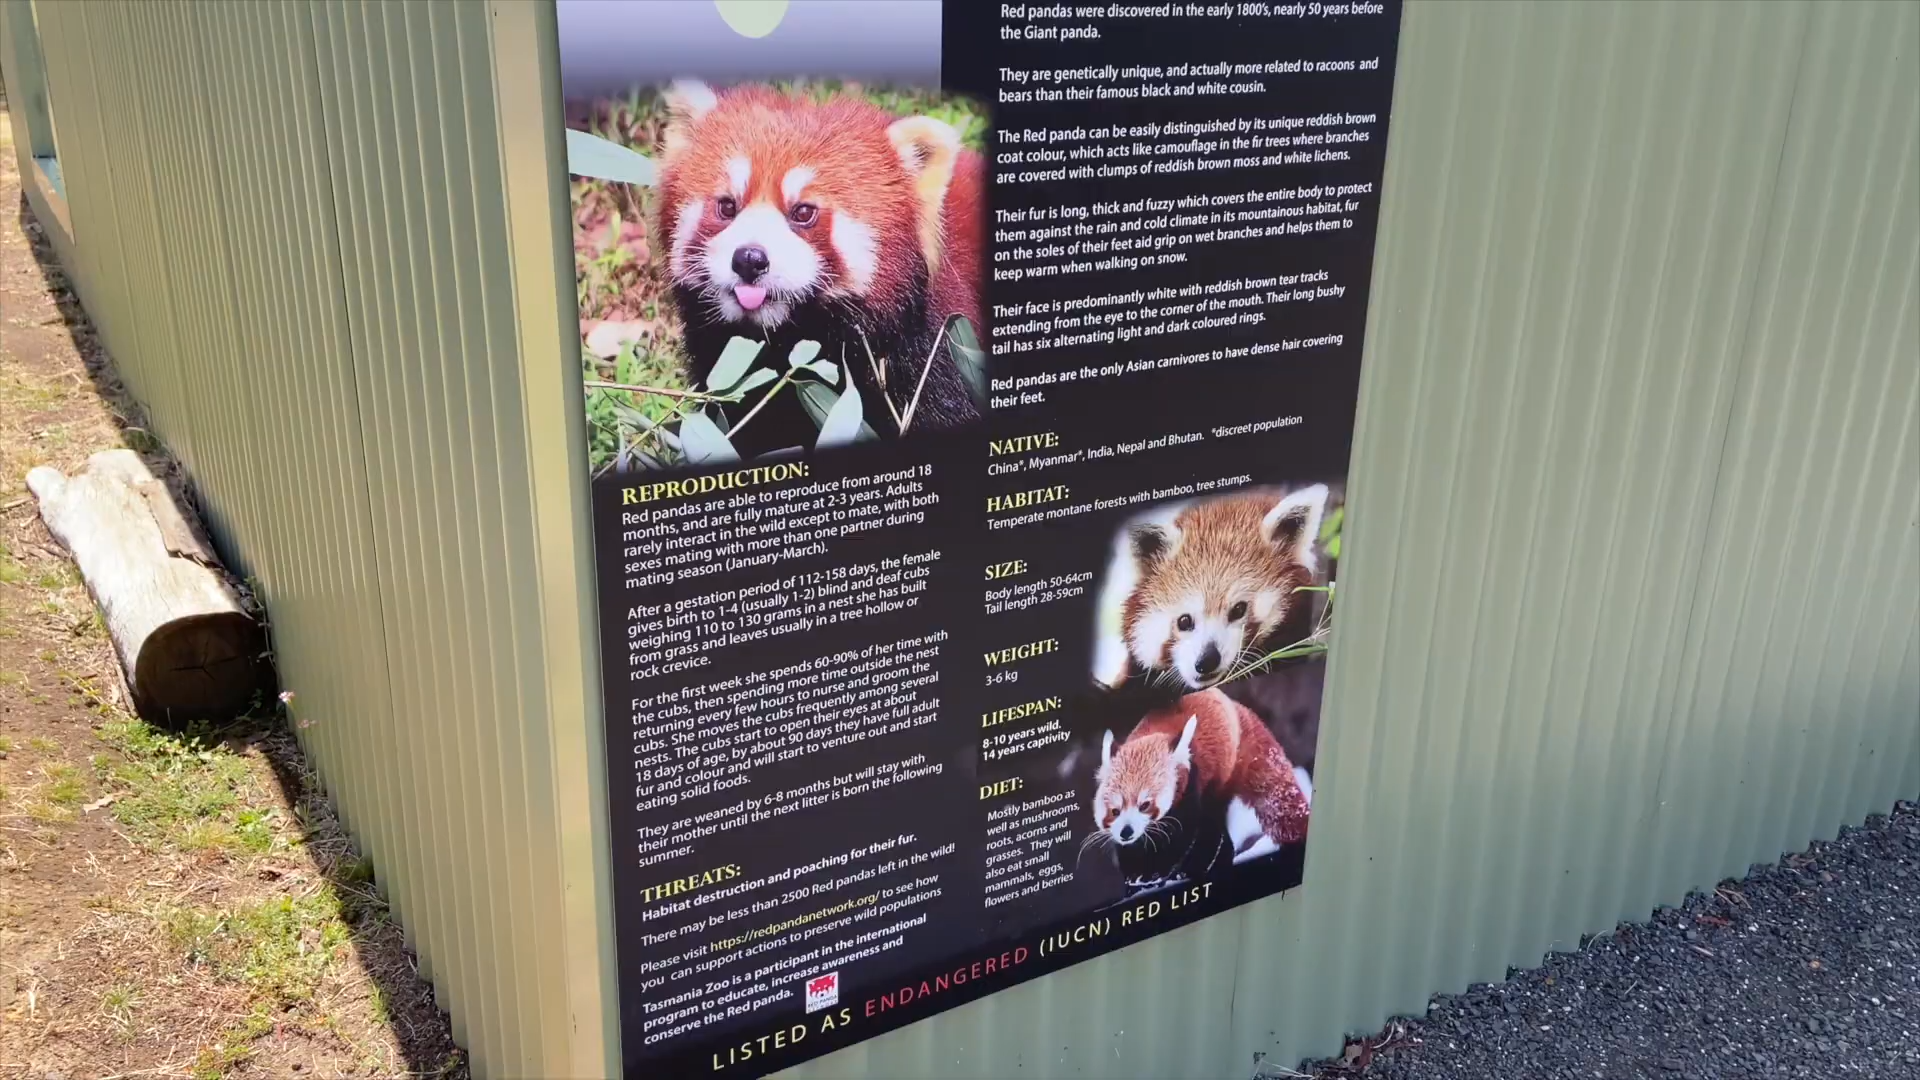 REPRODUCTION:
Red pandas are able to reproduce from around 18
months, and are fully mature at 2-3 years. Adults
rarely interact in the wild except to mate, with both
sexes mating with more than one partner during
mating season (January-March).
After a gestation period of 112-158 days, the female
gives birth to 1-4 (usually 1-2) blind and deaf cubs
weighing 110 to 130 grams in a nest she has built
from grass and leaves usually in a tree hollow or
rock crevice.
For the first week she spends 60-90% of her time with
the cubs, then spending more time outside the nest
returning every few hours to nurse and groom the
cubs. She moves the cubs frequently among several
nests. The cubs start to open their eyes at about
18 days of age, by about 90 days they have full adult
fur and colour and will start to venture out and start
eating solid foods.
They are weaned by 6-8 months but will stay with
their mother until the next litter is born the following
summer.
THREATS:
Habitat destruction and poaching for their fur.
There may be less than 2500 Red pandas left in the wild!
Please visit https://redpandanetwork.org/ to see how
you can support actions to preserve wild populations
Tasmania Zoo is a participant in the international
program to educate, increase awareness and
conserve the Red panda.
Red pandas were discovered in the early 1800's, nearly 50 years before
the Giant panda.
They are genetically unique, and actually more related to racoons and
bears than their famous black and white cousin.
The Red panda can be easily distinguished by its unique reddish brown
coat colour, which acts like camouflage in the fir trees where branches
are covered with clumps of reddish brown moss and white lichens.
Their fur is long, thick and fuzzy which covers the entire body to protect
them against the rain and cold climate in its mountainous habitat, fur
on the soles of their feet aid grip on wet branches and helps them to
keep warm when walking on snow.
Their face is predominantly white with reddish brown tear tracks
extending from the eye to the corner of the mouth. Their long bushy
tail has six alternating light and dark coloured rings.
Red pandas are the only Asian carnivores to have dense hair covering
their feet.
NATIVE:
China*, Myanmar*, India, Nepal and Bhutan. *discreet population
HABITAT:
Temperate montane forests with bamboo, tree stumps.
SIZE:
Body length 50-64cm
Tail length 28-59cm
WEIGHT:
3-6 kg
LIFESPAN:
8-10 years wild.
14 years captivity
DIET:
Mostly bamboo as
well as mushrooms,
roots, acorns and
grasses. They will
also eat small
mammals, eggs,
flowers and berries
LISTED AS ENDANGERED (IUCN) RED LIST